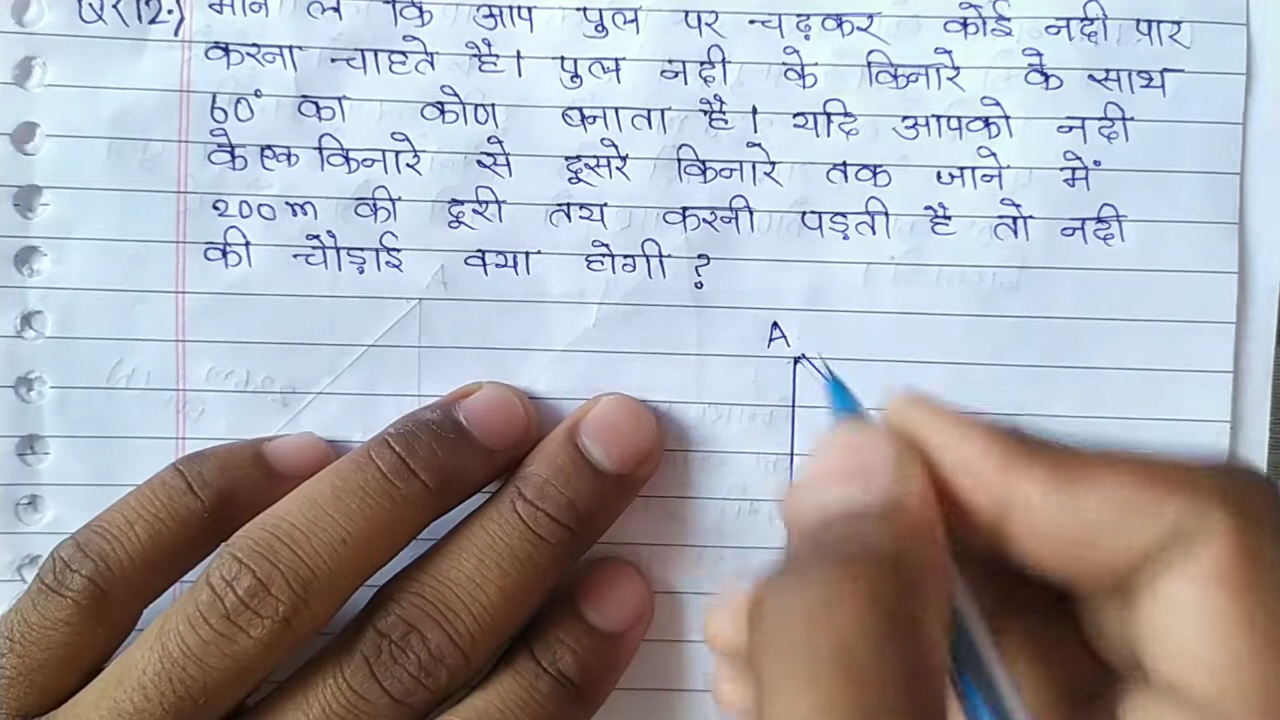 Q(12.) मान ले कि आप पुल पर चढ़कर कोई नदी पार
करना चाहते है। पुल नदी के किनारे के साथ
60° का कोण बनाता है। यदि आपको नदी
के एक किनारे से दूसरे किनारे तक जाने में
200m की दूरी तय करनी पड़ती है तो नदी
की चौड़ाई क्या होगी ?
A